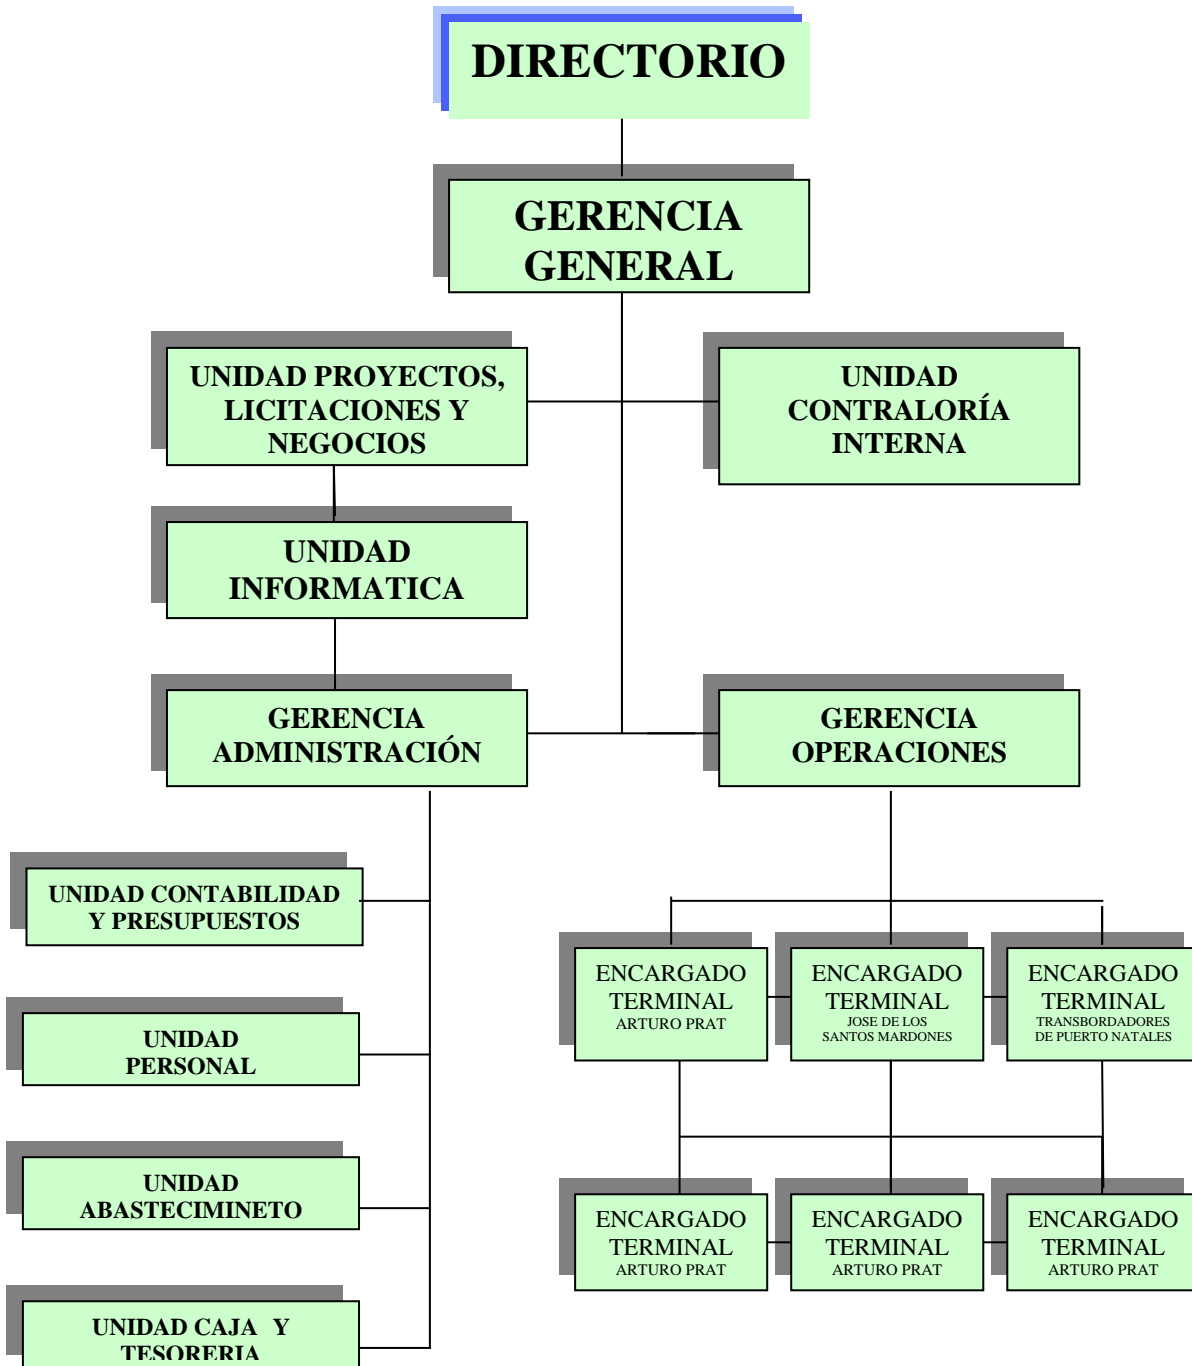 DIRECTORIO
GERENCIA
GENERAL
UNIDAD PROYECTOS,
LICITACIONES Y
NEGOCIOS
UNIDAD
CONTRALORÍA
INTERNA
UNIDAD
INFORMATICA
GERENCIA
ADMINISTRACIÓN
GERENCIA
OPERACIONES
UNIDAD CONTABILIDAD
Y PRESUPUESTOS
UNIDAD
PERSONAL
UNIDAD
ABASTECIMINETO
UNIDAD CAJA Y
TESORERIA
ENCARGADO
TERMINAL
ARTURO PRAT
ENCARGADO
TERMINAL
JOSE DE LOS
SANTOS MARDONES
ENCARGADO
TERMINAL
TRANSBORDADORES
DE PUERTO NATALES
ENCARGADO
TERMINAL
ARTURO PRAT
ENCARGADO
TERMINAL
ARTURO PRAT
ENCARGADO
TERMINAL
ARTURO PRAT